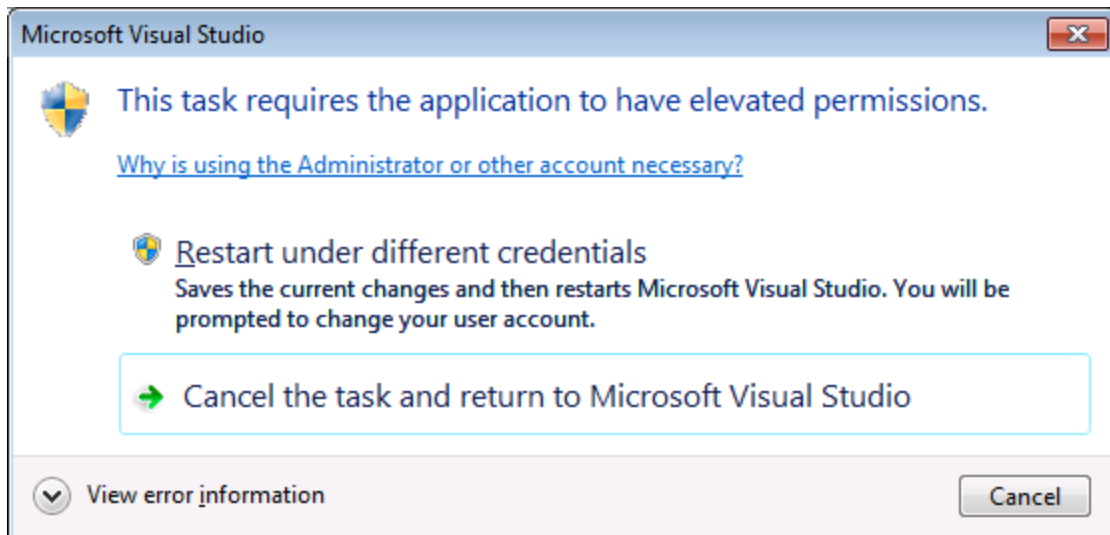 Microsoft Visual Studio
This task requires the application to have elevated permissions.
Why is using the Administrator or other account necessary?
Restart under different credentials
Saves the current changes and then restarts Microsoft Visual Studio. You will be
prompted to change your user account.
Cancel the task and return to Microsoft Visual Studio
View error information
Cancel